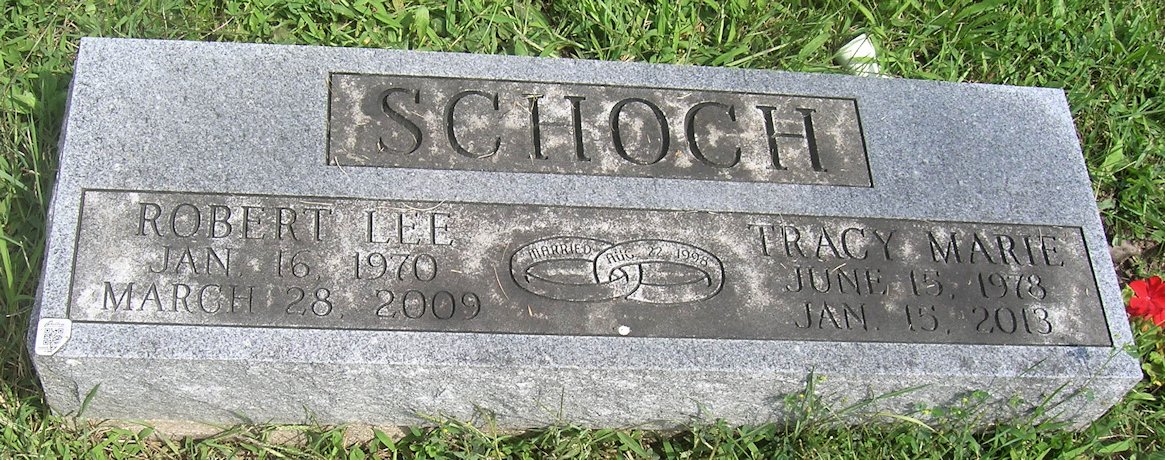 SCHOCH
ROBERT LEE
JAN. 16, 1970
MARCH 28, 2009
MARRIED
AUG. 22, 1998
TRACY MARIE
JUNE 15, 1978
JAN. 15, 2013